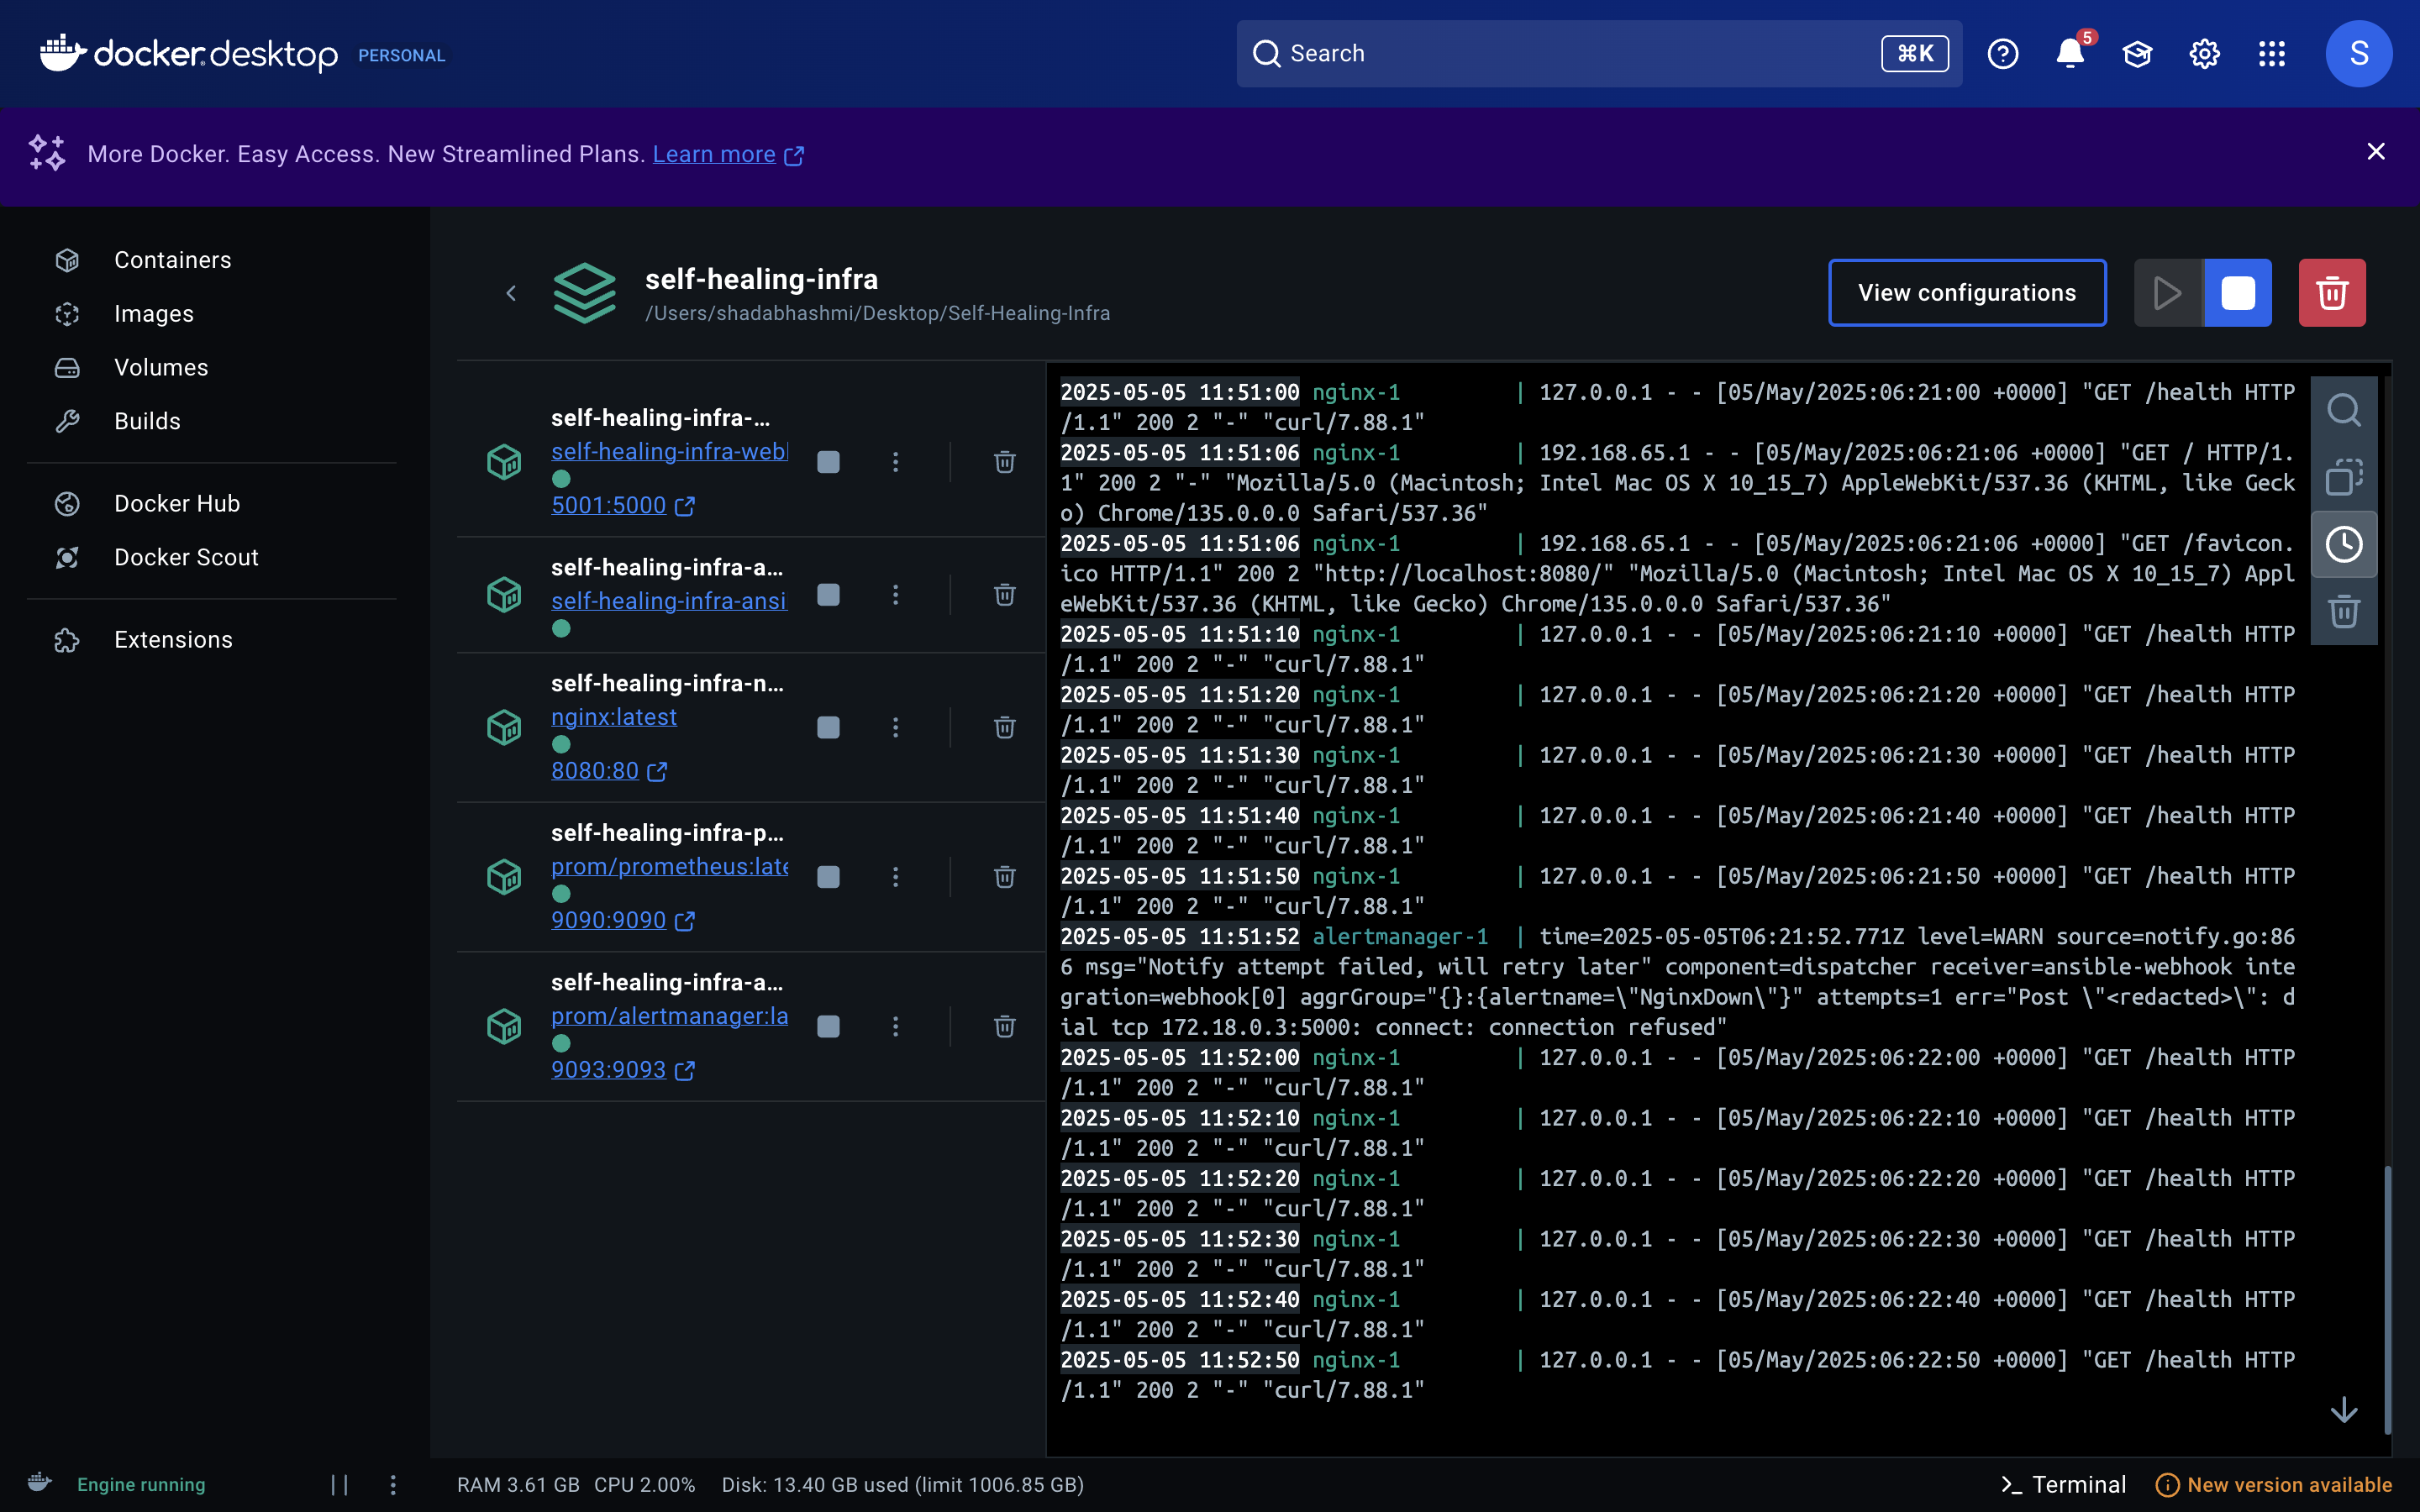 docker desktop PERSONAL
Search
⌘K
5
S
More Docker. Easy Access. New Streamlined Plans. Learn more
Containers
Images
Volumes
Builds
Docker Hub
Docker Scout
Extensions
self-healing-infra
/Users/shadabhashmi/Desktop/Self-Healing-Infra
View configurations
self-healing-infra-...
self-healing-infra-web
5001:5000
self-healing-infra-a...
self-healing-infra-ansi
self-healing-infra-n...
nginx:latest
8080:80
self-healing-infra-p...
prom/prometheus:late
9090:9090
self-healing-infra-a...
prom/alertmanager:la
9093:9093
2025-05-05 11:51:00 nginx-1 | 127.0.0.1 - - [05/May/2025:06:21:00 +0000] "GET /health HTTP
/1.1" 200 2 "-" "curl/7.88.1"
2025-05-05 11:51:06 nginx-1 | 192.168.65.1 - - [05/May/2025:06:21:06 +0000] "GET / HTTP/1.
1" 200 2 "-" "Mozilla/5.0 (Macintosh; Intel Mac OS X 10_15_7) AppleWebKit/537.36 (KHTML, like Geck
o) Chrome/135.0.0.0 Safari/537.36"
2025-05-05 11:51:06 nginx-1 | 192.168.65.1 - - [05/May/2025:06:21:06 +0000] "GET /favicon.
ico HTTP/1.1" 200 2 "http://localhost:8080/" "Mozilla/5.0 (Macintosh; Intel Mac OS X 10_15_7) Appl
eWebKit/537.36 (KHTML, like Gecko) Chrome/135.0.0.0 Safari/537.36"
2025-05-05 11:51:10 nginx-1 | 127.0.0.1 - - [05/May/2025:06:21:10 +0000] "GET /health HTTP
/1.1" 200 2 "-" "curl/7.88.1"
2025-05-05 11:51:20 nginx-1 | 127.0.0.1 - - [05/May/2025:06:21:20 +0000] "GET /health HTTP
/1.1" 200 2 "-" "curl/7.88.1"
2025-05-05 11:51:30 nginx-1 | 127.0.0.1 - - [05/May/2025:06:21:30 +0000] "GET /health HTTP
/1.1" 200 2 "-" "curl/7.88.1"
2025-05-05 11:51:40 nginx-1 | 127.0.0.1 - - [05/May/2025:06:21:40 +0000] "GET /health HTTP
/1.1" 200 2 "-" "curl/7.88.1"
2025-05-05 11:51:50 nginx-1 | 127.0.0.1 - - [05/May/2025:06:21:50 +0000] "GET /health HTTP
/1.1" 200 2 "-" "curl/7.88.1"
2025-05-05 11:51:52 alertmanager-1 | time=2025-05-05T06:21:52.771Z level=WARN source=notify.go:86
6 msg="Notify attempt failed, will retry later" component=dispatcher receiver=ansible-webhook inte
gration=webhook[0] aggrGroup="{}:{alertname=\"NginxDown\"}" attempts=1 err="Post \"<redacted>\": d
ial tcp 172.18.0.3:5000: connect: connection refused"
2025-05-05 11:52:00 nginx-1 | 127.0.0.1 - - [05/May/2025:06:22:00 +0000] "GET /health HTTP
/1.1" 200 2 "-" "curl/7.88.1"
2025-05-05 11:52:10 nginx-1 | 127.0.0.1 - - [05/May/2025:06:22:10 +0000] "GET /health HTTP
/1.1" 200 2 "-" "curl/7.88.1"
2025-05-05 11:52:20 nginx-1 | 127.0.0.1 - - [05/May/2025:06:22:20 +0000] "GET /health HTTP
/1.1" 200 2 "-" "curl/7.88.1"
2025-05-05 11:52:30 nginx-1 | 127.0.0.1 - - [05/May/2025:06:22:30 +0000] "GET /health HTTP
/1.1" 200 2 "-" "curl/7.88.1"
2025-05-05 11:52:40 nginx-1 | 127.0.0.1 - - [05/May/2025:06:22:40 +0000] "GET /health HTTP
/1.1" 200 2 "-" "curl/7.88.1"
2025-05-05 11:52:50 nginx-1 | 127.0.0.1 - - [05/May/2025:06:22:50 +0000] "GET /health HTTP
/1.1" 200 2 "-" "curl/7.88.1"
Engine running
RAM 3.61 GB CPU 2.00% Disk: 13.40 GB used (limit 1006.85 GB)
Terminal
New version available